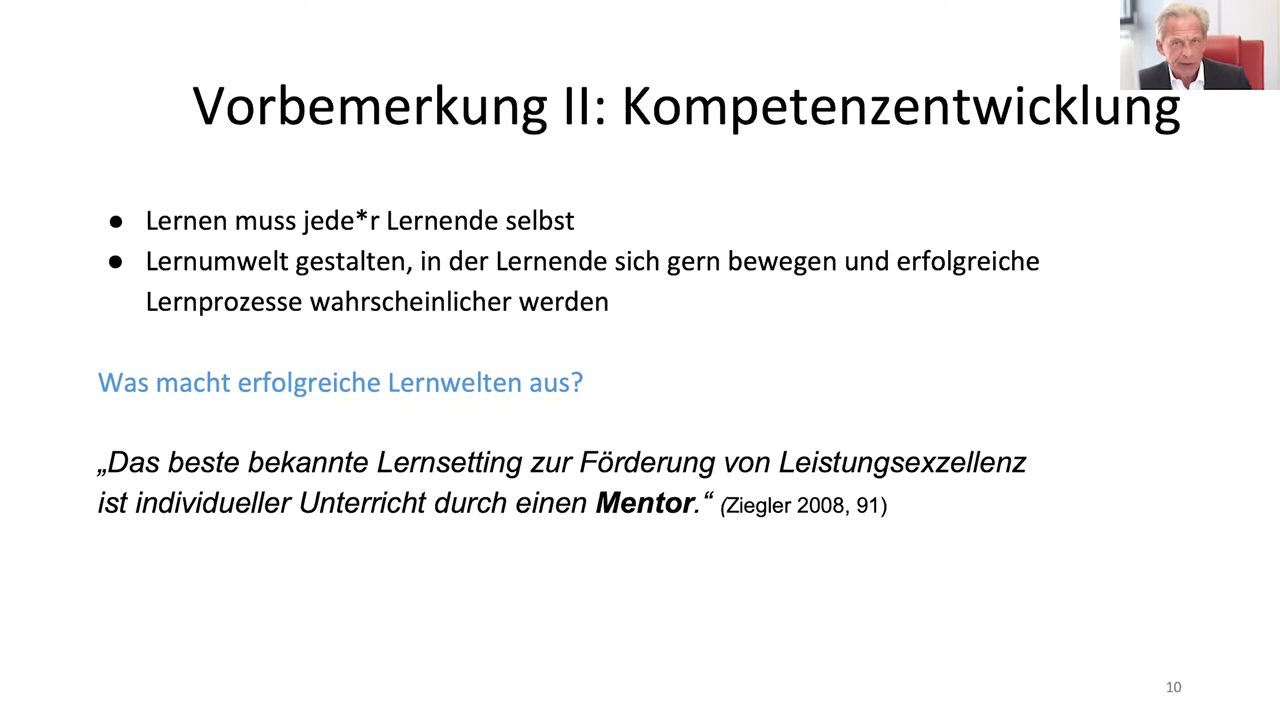 Vorbemerkung II: Kompetenzentwicklung
● Lernen muss jede*r Lernende selbst
● Lernumwelt gestalten, in der Lernende sich gern bewegen und erfolgreiche
Lernprozesse wahrscheinlicher werden
Was macht erfolgreiche Lernwelten aus?
„Das beste bekannte Lernsetting zur Förderung von Leistungsexzellenz
ist individueller Unterricht durch einen Mentor.“ (Ziegler 2008, 91)
10